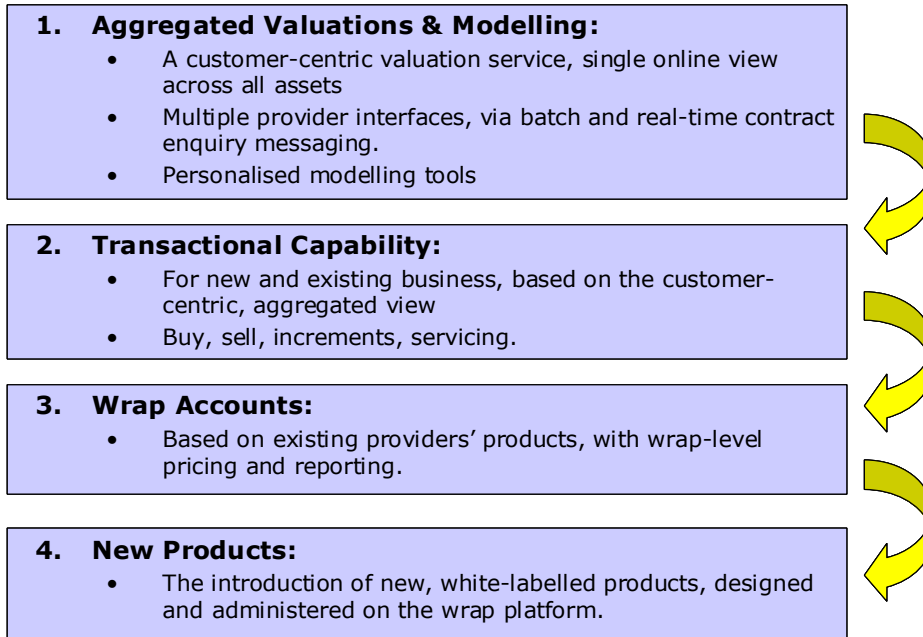 1. Aggregated Valuations & Modelling:
• A customer-centric valuation service, single online view
across all assets
• Multiple provider interfaces, via batch and real-time contract
enquiry messaging.
• Personalised modelling tools
2. Transactional Capability:
• For new and existing business, based on the customer-
centric, aggregated view
• Buy, sell, increments, servicing.
3. Wrap Accounts:
• Based on existing providers’ products, with wrap-level
pricing and reporting.
4. New Products:
• The introduction of new, white-labelled products, designed
and administered on the wrap platform.